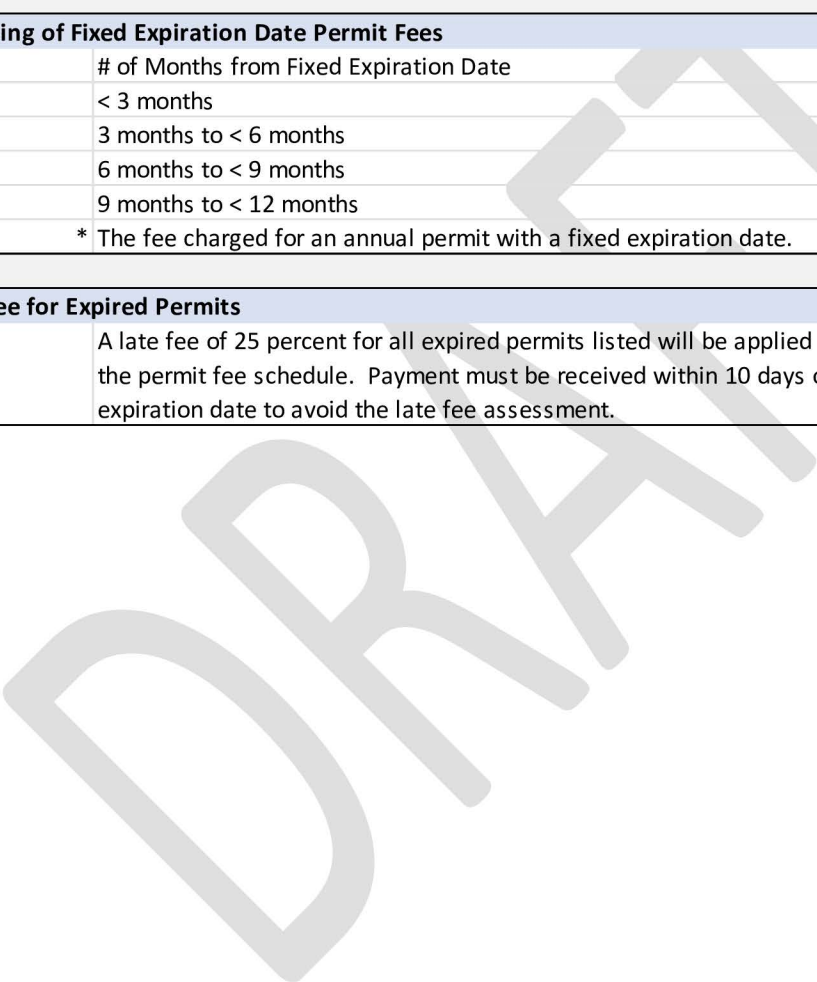 ing of Fixed Expiration Date Permit Fees
# of Months from Fixed Expiration Date
< 3 months
3 months to < 6 months
6 months to < 9 months
9 months to < 12 months
* The fee charged for an annual permit with a fixed expiration date.
ee for Expired Permits
A late fee of 25 percent for all expired permits listed will be applied
the permit fee schedule. Payment must be received within 10 days
expiration date to avoid the late fee assessment.
DRAFT